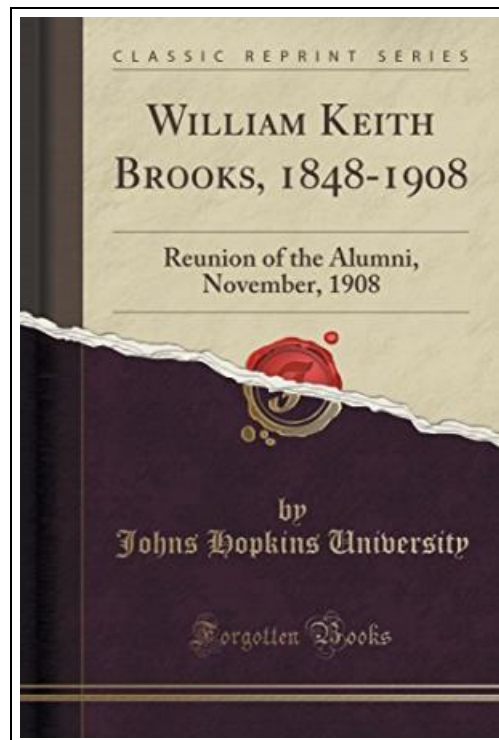 CLASSIC REPRINT SERIES
WILLIAM KEITH
BROOKS, 1848-1908
Reunion of the Alumni,
November, 1908
by
Johns Hopkins University
Forgotten Books